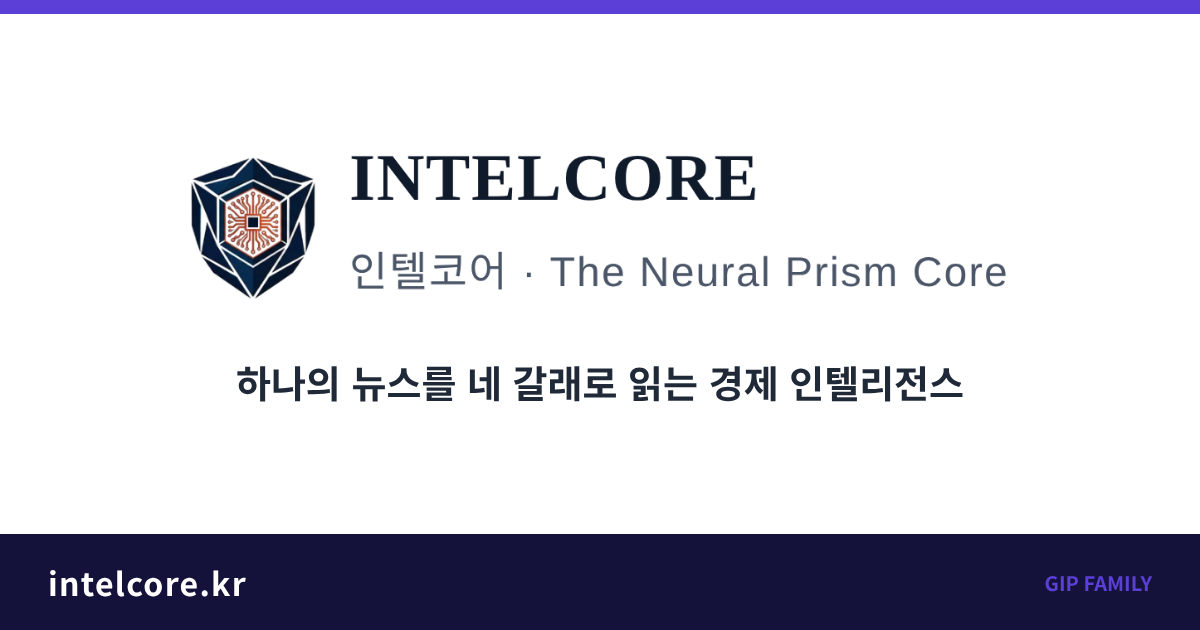 INTELCORE
인텔코어 · The Neural Prism Core
하나의 뉴스를 네 갈래로 읽는 경제 인텔리전스
intelcore.kr
GIP FAMILY